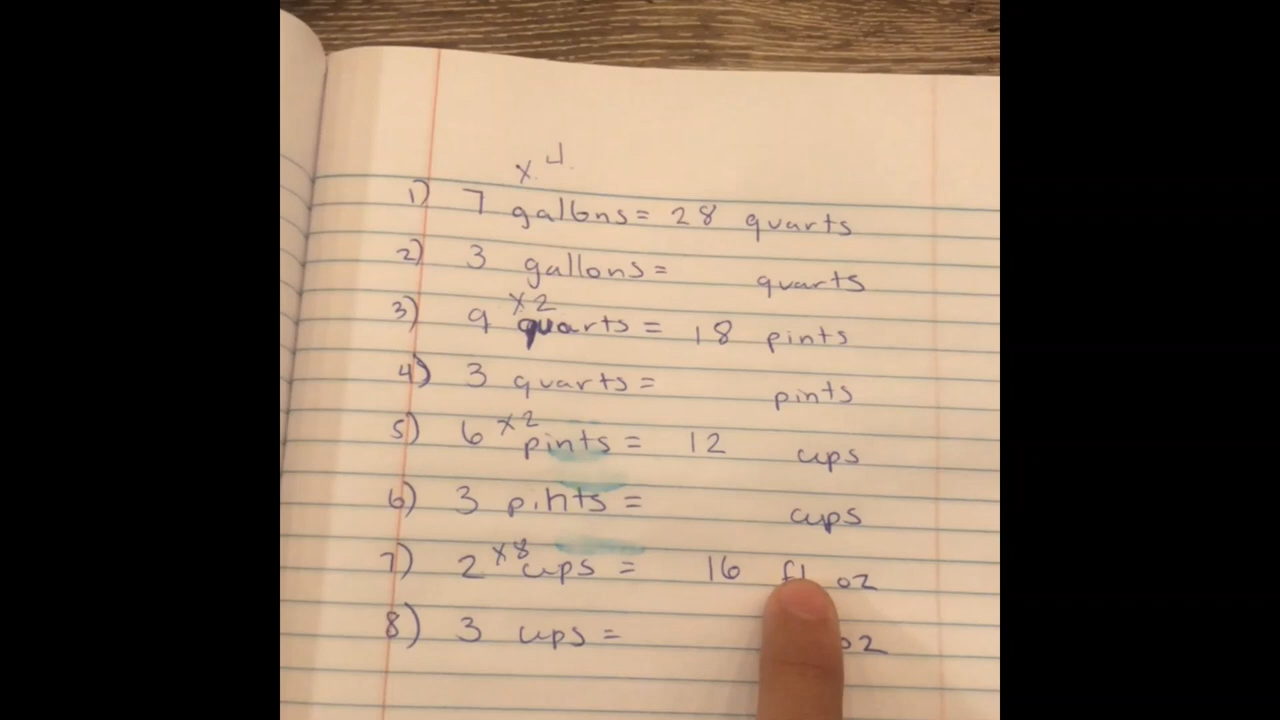 x 4
1) 7 gallons = 28 quarts
2) 3 gallons = quarts
x2
3) 9 quarts = 18 pints
4) 3 quarts = pints
x2
5) 6 pints = 12 cups
6) 3 pints = cups
x8
7) 2 cups = 16 fl oz
8) 3 cups = oz